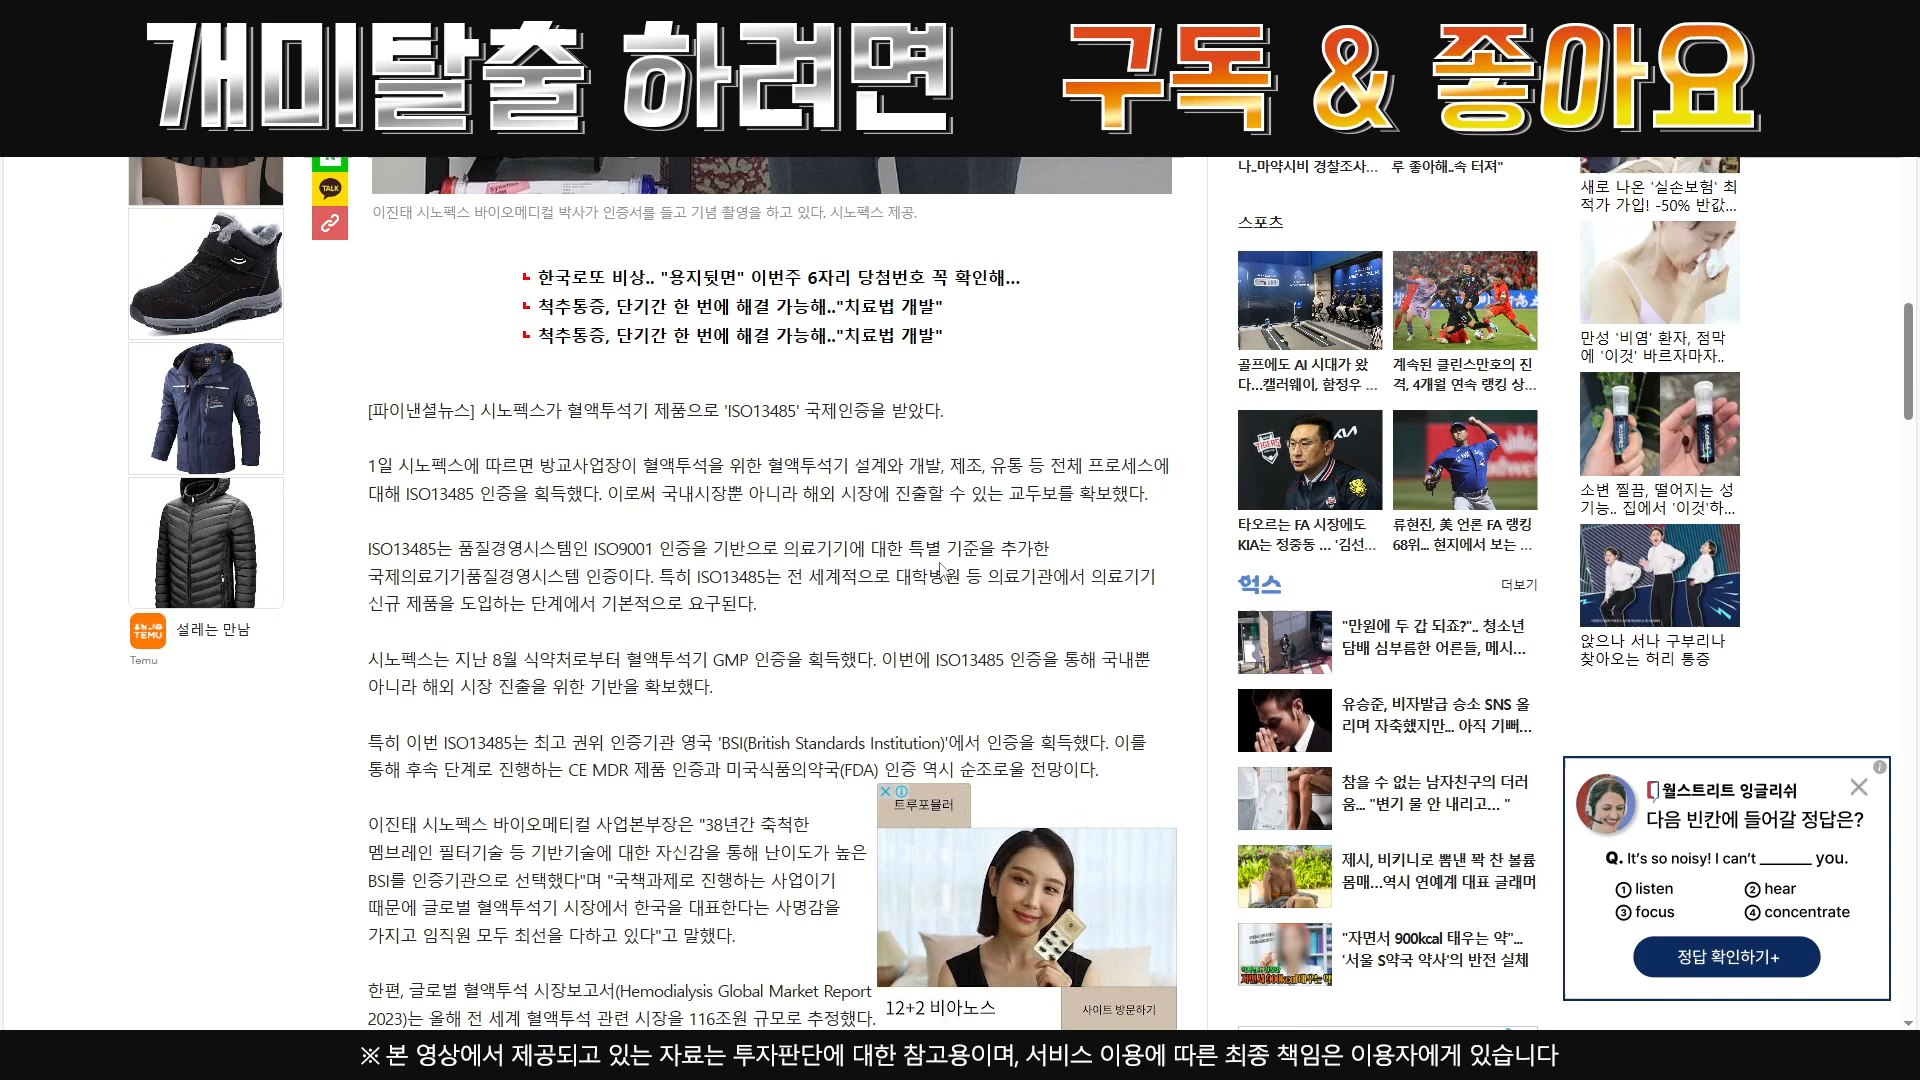 개미탈출 하려면 구독 & 좋아요
TALK
이진태 시노펙스 바이오메디컬 박사가 인증서를 들고 기념 촬영을 하고 있다. 시노펙스 제공.
한국로또 비상.. "용지뒷면" 이번주 6자리 당첨번호 꼭 확인해...
척추통증, 단기간 한 번에 해결 가능해.."치료법 개발"
척추통증, 단기간 한 번에 해결 가능해.."치료법 개발"
[파이낸셜뉴스] 시노펙스가 혈액투석기 제품으로 'ISO13485' 국제인증을 받았다.
1일 시노펙스에 따르면 방교사업장이 혈액투석을 위한 혈액투석기 설계와 개발, 제조, 유통 등 전체 프로세스에
대해 ISO13485 인증을 획득했다. 이로써 국내시장뿐 아니라 해외 시장에 진출할 수 있는 교두보를 확보했다.
ISO13485는 품질경영시스템인 ISO9001 인증을 기반으로 의료기기에 대한 특별 기준을 추가한
국제의료기기품질경영시스템 인증이다. 특히 ISO13485는 전 세계적으로 대학병원 등 의료기관에서 의료기기
신규 제품을 도입하는 단계에서 기본적으로 요구된다.
시노펙스는 지난 8월 식약처로부터 혈액투석기 GMP 인증을 획득했다. 이번에 ISO13485 인증을 통해 국내뿐
아니라 해외 시장 진출을 위한 기반을 확보했다.
특히 이번 ISO13485는 최고 권위 인증기관 영국 'BSI(British Standards Institution)'에서 인증을 획득했다. 이를
통해 후속 단계로 진행하는 CE MDR 제품 인증과 미국식품의약국(FDA) 인증 역시 순조로울 전망이다.
이진태 시노펙스 바이오메티컬 사업본부장은 "38년간 축척한
멤브레인 필터기술 등 기반기술에 대한 자신감을 통해 난이도가 높은
BSI를 인증기관으로 선택했다"며 "국책과제로 진행하는 사업이기
때문에 글로벌 혈액투석기 시장에서 한국을 대표한다는 사명감을
가지고 임직원 모두 최선을 다하고 있다"고 말했다.
한편, 글로벌 혈액투석 시장보고서(Hemodialysis Global Market Report
2023)는 올해 전 세계 혈액투석 관련 시장을 116조원 규모로 추정했다.
트루포뮬러
12+2 비아노스
사이트 방문하기
TEMU
설레는 만남
Temu
나..마약시비 경찰조사...
루 좋아해..속 터져"
스포츠
골프에도 AI 시대가 왔
다...캘러웨이, 함정우 ...
계속된 클린스만호의 진
격, 4개월 연속 랭킹 상...
TIGERS
타오르는 FA 시장에도
KIA는 정중동 ... '김선...
류현진, 美 언론 FA 랭킹
68위... 현지에서 보는 ...
헉스
더보기
"만원에 두 갑 되죠?".. 청소년
담배 심부름한 어른들, 메시...
유승준, 비자발급 승소 SNS 올
리며 자축했지만... 아직 기뻐...
참을 수 없는 남자친구의 더러
움... "변기 물 안 내리고... "
제시, 비키니로 뽐낸 꽉 찬 볼륨
몸매...역시 연예계 대표 글래머
"자면서 900kcal 태우는 약"...
'서울 S약국 약사'의 반전 실체
새로 나온 '실손보험' 최
적가 가입! -50% 반값...
만성 '비염' 환자, 점막
에 '이것' 바르자마자..
소변 찔끔, 떨어지는 성
기능.. 집에서 '이것'하...
앉으나 서나 구부리나
찾아오는 허리 통증
월스트리트 잉글리쉬
다음 빈칸에 들어갈 정답은?
Q. It's so noisy! I can't ______ you.
① listen ② hear
③ focus ④ concentrate
정답 확인하기+
※ 본 영상에서 제공되고 있는 자료는 투자판단에 대한 참고용이며, 서비스 이용에 따른 최종 책임은 이용자에게 있습니다